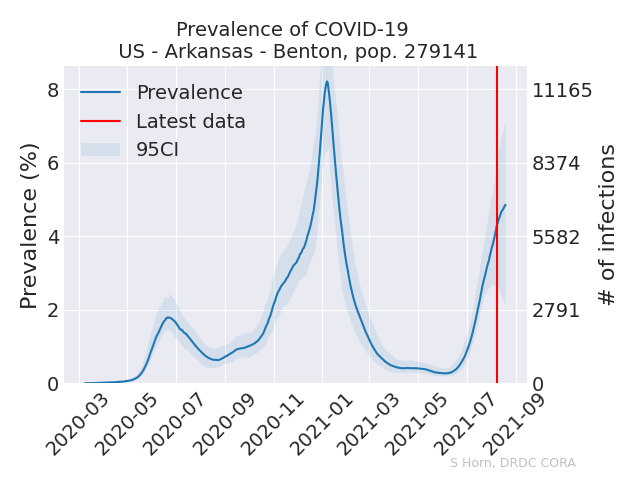 Prevalence of COVID-19
US - Arkansas - Benton, pop. 279141
Prevalence
Latest data
95CI
Prevalence (%)
8
6
4
2
0
11165
8374
5582
2791
0
# of infections
2020-03
2020-05
2020-07
2020-09
2020-11
2021-01
2021-03
2021-05
2021-07
2021-09
S Horn, DRDC CORA